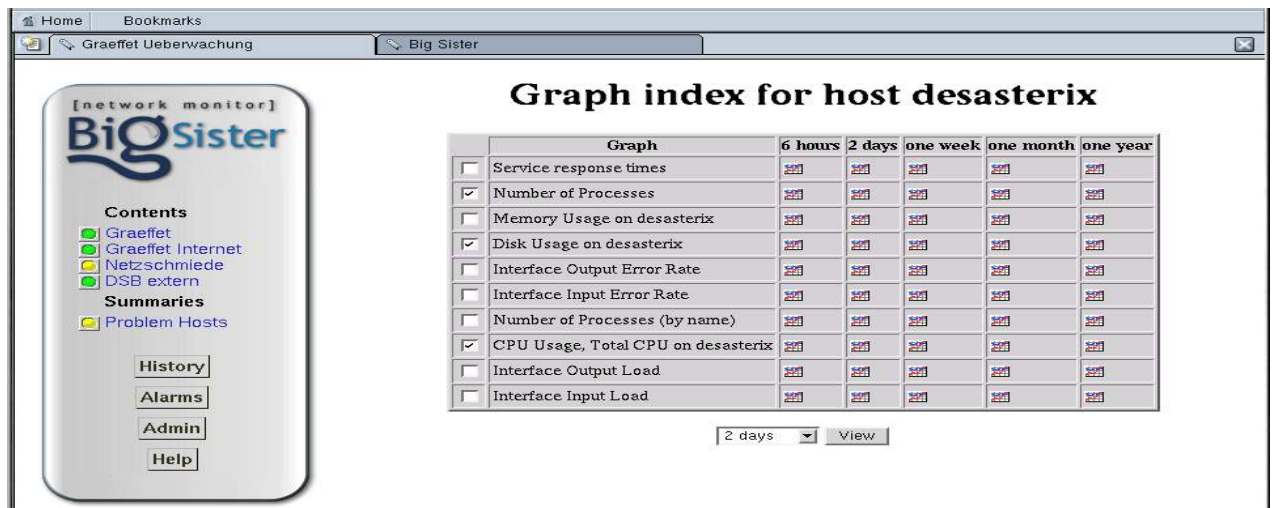 Home Bookmarks
Graeffet Ueberwachung Big Sister
[network monitor]
BigSister
Contents
Graeffet
Graeffet Internet
Netzschmiede
DSB extern
Summaries
Problem Hosts
History
Alarms
Admin
Help
Graph index for host desasterix
Graph 6 hours 2 days one week one month one year
Service response times
Number of Processes
Memory Usage on desasterix
Disk Usage on desasterix
Interface Output Error Rate
Interface Input Error Rate
Number of Processes (by name)
CPU Usage, Total CPU on desasterix
Interface Output Load
Interface Input Load
2 days View